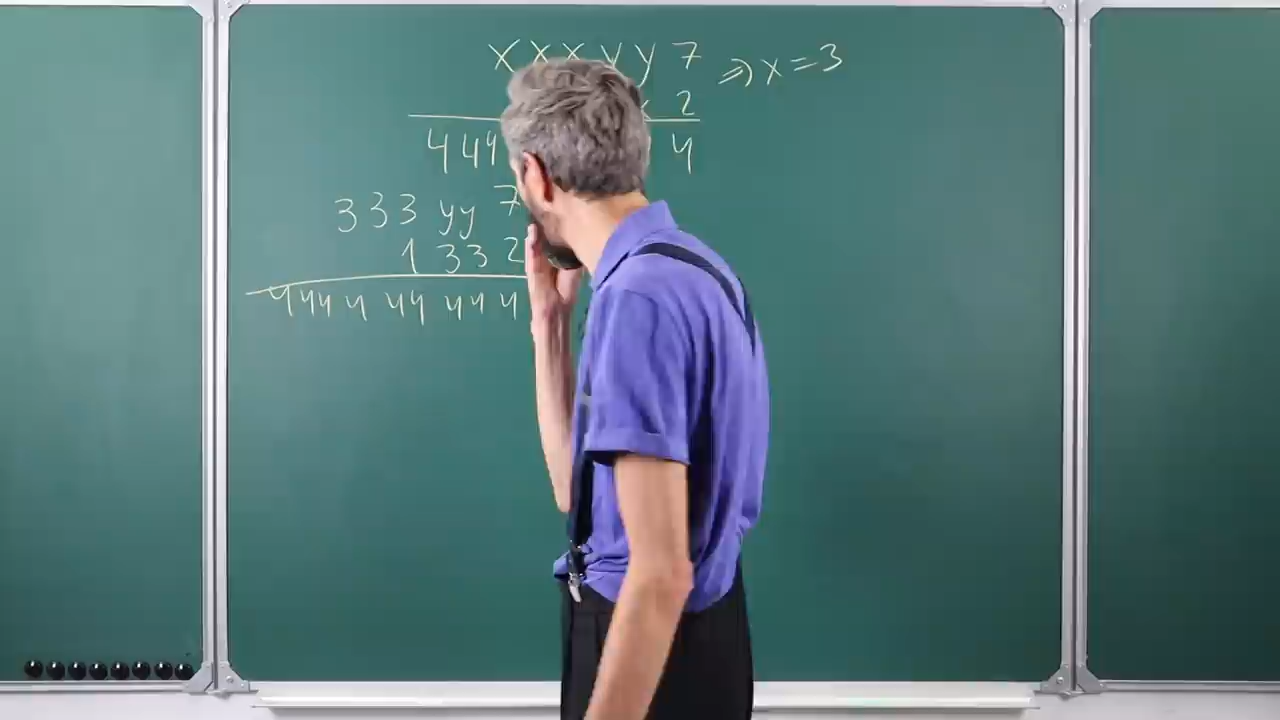 x x x y y 7 ⇒ x = 3
2
4 4 4 4
3 3 3 y y 7
1 3 3 2
4 4 4 4 4 4 4 4 4